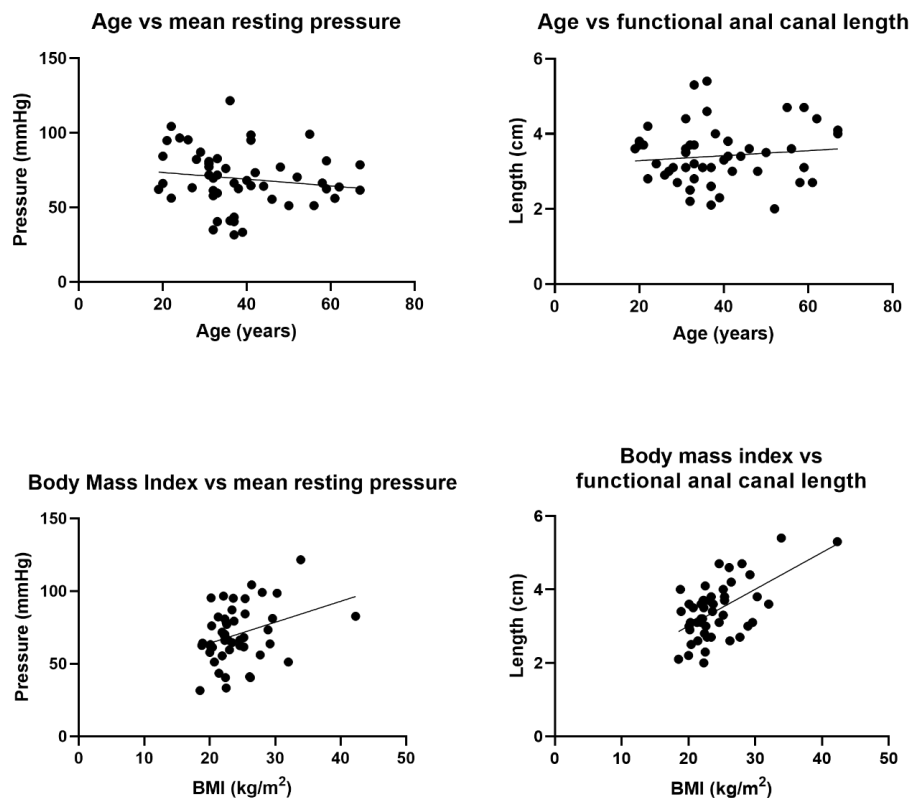 Age vs mean resting pressure
150
100
50
0
Pressure (mmHg)
0 20 40 60 80
Age (years)
Age vs functional anal canal length
6
4
2
0
Length (cm)
0 20 40 60 80
Age (years)
Body Mass Index vs mean resting pressure
150
100
50
0
Pressure (mmHg)
0 10 20 30 40 50
BMI (kg/m²)
Body mass index vs
functional anal canal length
6
4
2
0
Length (cm)
0 10 20 30 40 50
BMI (kg/m²)